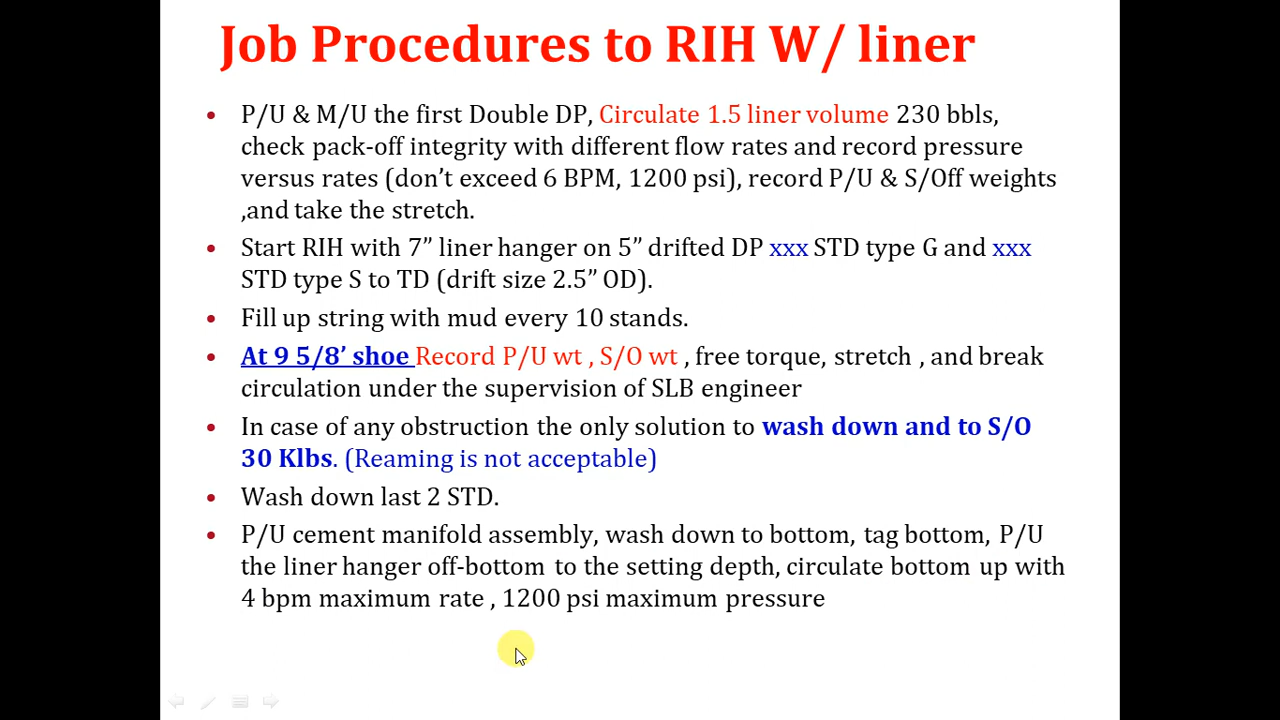 Job Procedures to RIH W/ liner
• P/U & M/U the first Double DP, Circulate 1.5 liner volume 230 bbls,
check pack-off integrity with different flow rates and record pressure
versus rates (don’t exceed 6 BPM, 1200 psi), record P/U & S/Off weights
,and take the stretch.
• Start RIH with 7” liner hanger on 5” drifted DP xxx STD type G and xxx
STD type S to TD (drift size 2.5” OD).
• Fill up string with mud every 10 stands.
• At 9 5/8’ shoe Record P/U wt , S/O wt , free torque, stretch , and break
circulation under the supervision of SLB engineer
• In case of any obstruction the only solution to wash down and to S/O
30 Klbs. (Reaming is not acceptable)
• Wash down last 2 STD.
• P/U cement manifold assembly, wash down to bottom, tag bottom, P/U
the liner hanger off-bottom to the setting depth, circulate bottom up with
4 bpm maximum rate , 1200 psi maximum pressure